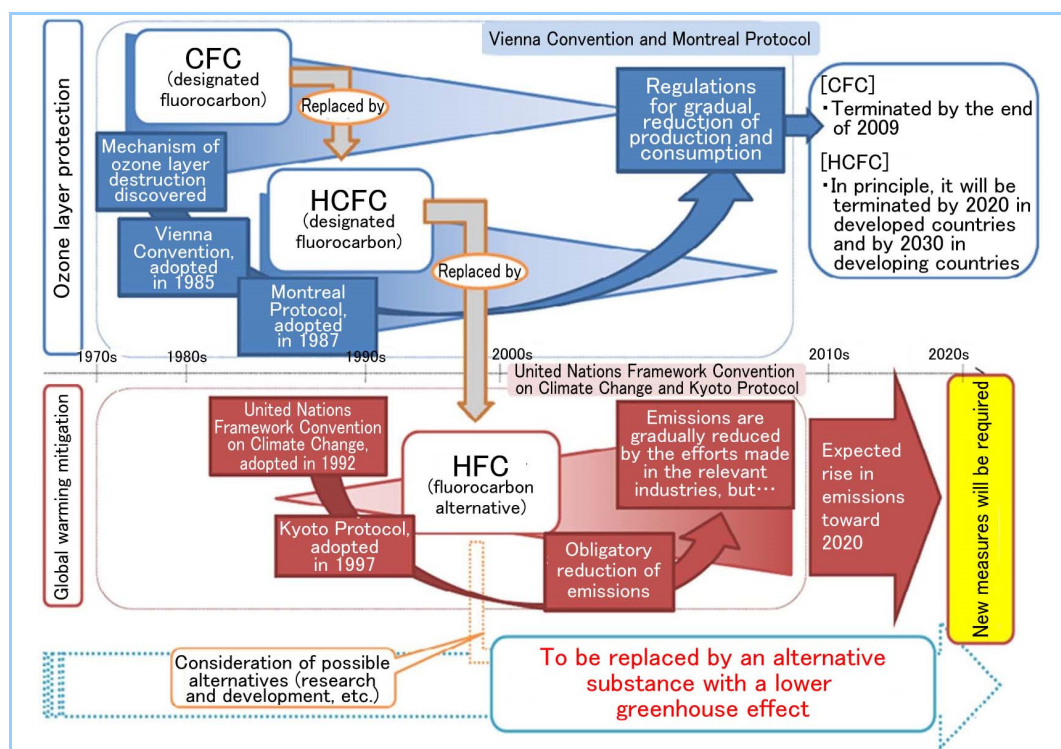 Ozone layer protection
Vienna Convention and Montreal Protocol
CFC
(designated
fluorocarbon)
Replaced by
Mechanism of
ozone layer
destruction
discovered
Vienna
Convention,
adopted
in 1985
HCFC
(designated
fluorocarbon)
Replaced by
Montreal
Protocol,
adopted
in 1987
Regulations
for gradual
reduction of
production and
consumption
[CFC]
・Terminated by the end
of 2009
[HCFC]
・In principle, it will be
terminated by 2020 in
developed countries
and by 2030 in
developing countries
1970s
1980s
1990s
2000s
2010s
2020s
Global warming mitigation
United Nations Framework Convention
on Climate Change and Kyoto Protocol
United Nations
Framework Convention
on Climate Change,
adopted in 1992
Kyoto Protocol,
adopted
in 1997
HFC
(fluorocarbon
alternative)
Obligatory
reduction of
emissions
Emissions are
gradually reduced
by the efforts made
in the relevant
industries, but…
Expected
rise in
emissions
toward
2020
New measures will be required
Consideration of possible
alternatives (research
and development, etc.)
To be replaced by an alternative
substance with a lower
greenhouse effect